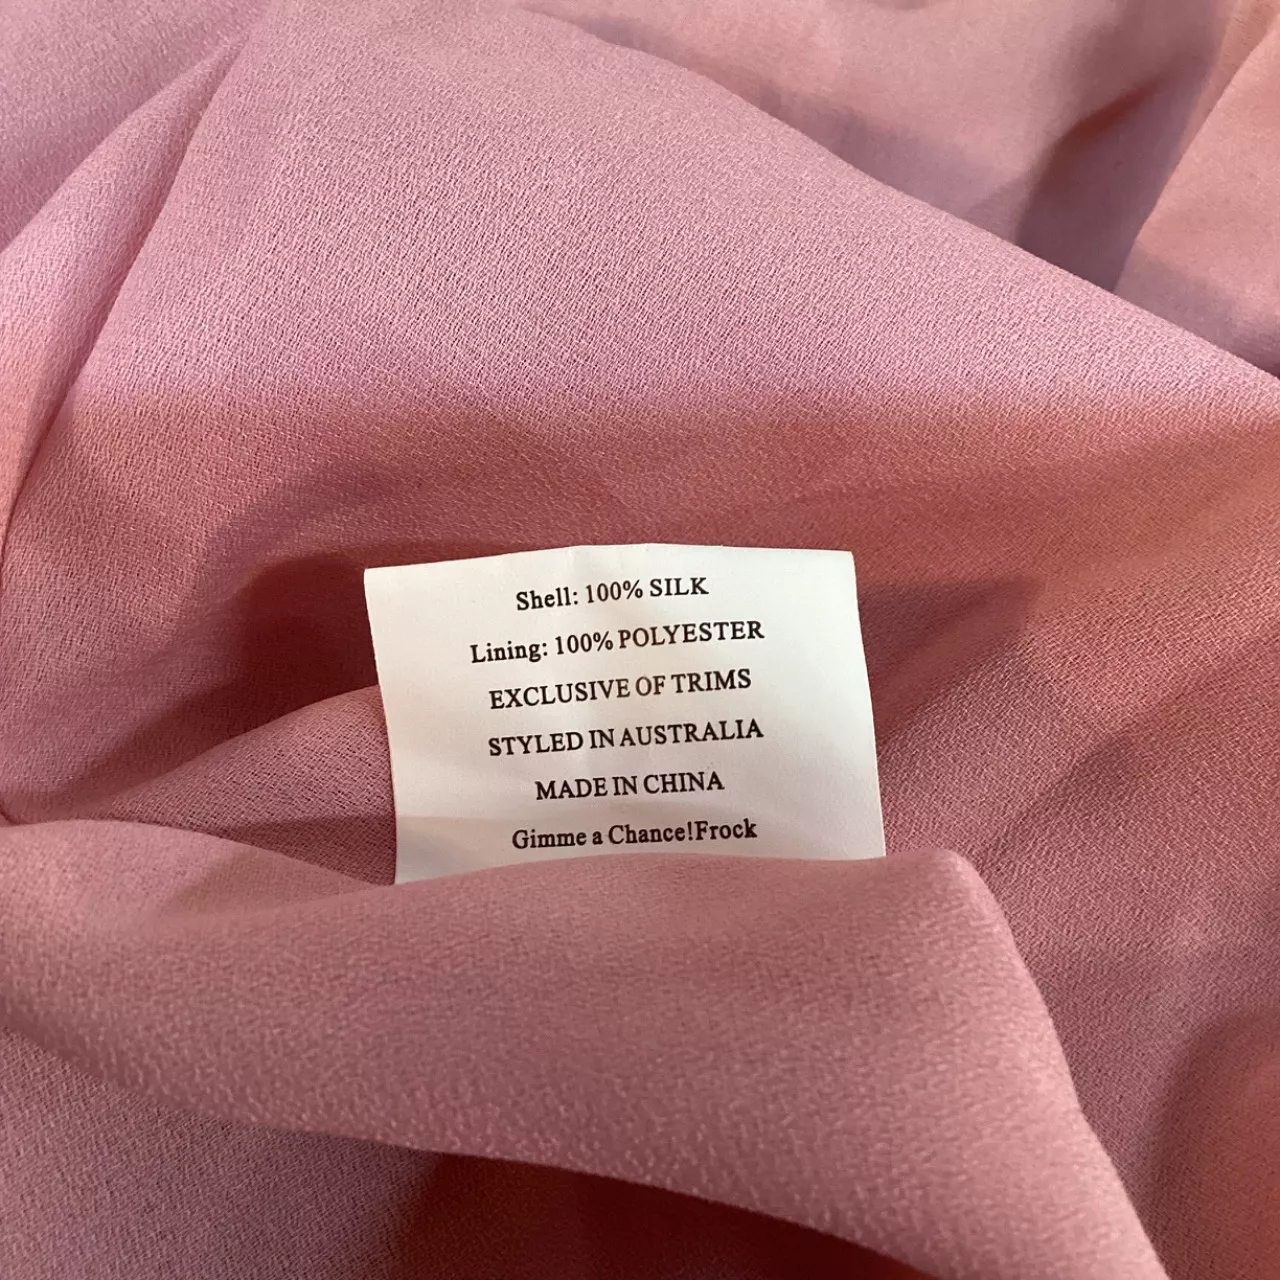 Shell: 100% SILK
Lining: 100% POLYESTER
EXCLUSIVE OF TRIMS
STYLED IN AUSTRALIA
MADE IN CHINA
Gimme a Chance!Frock